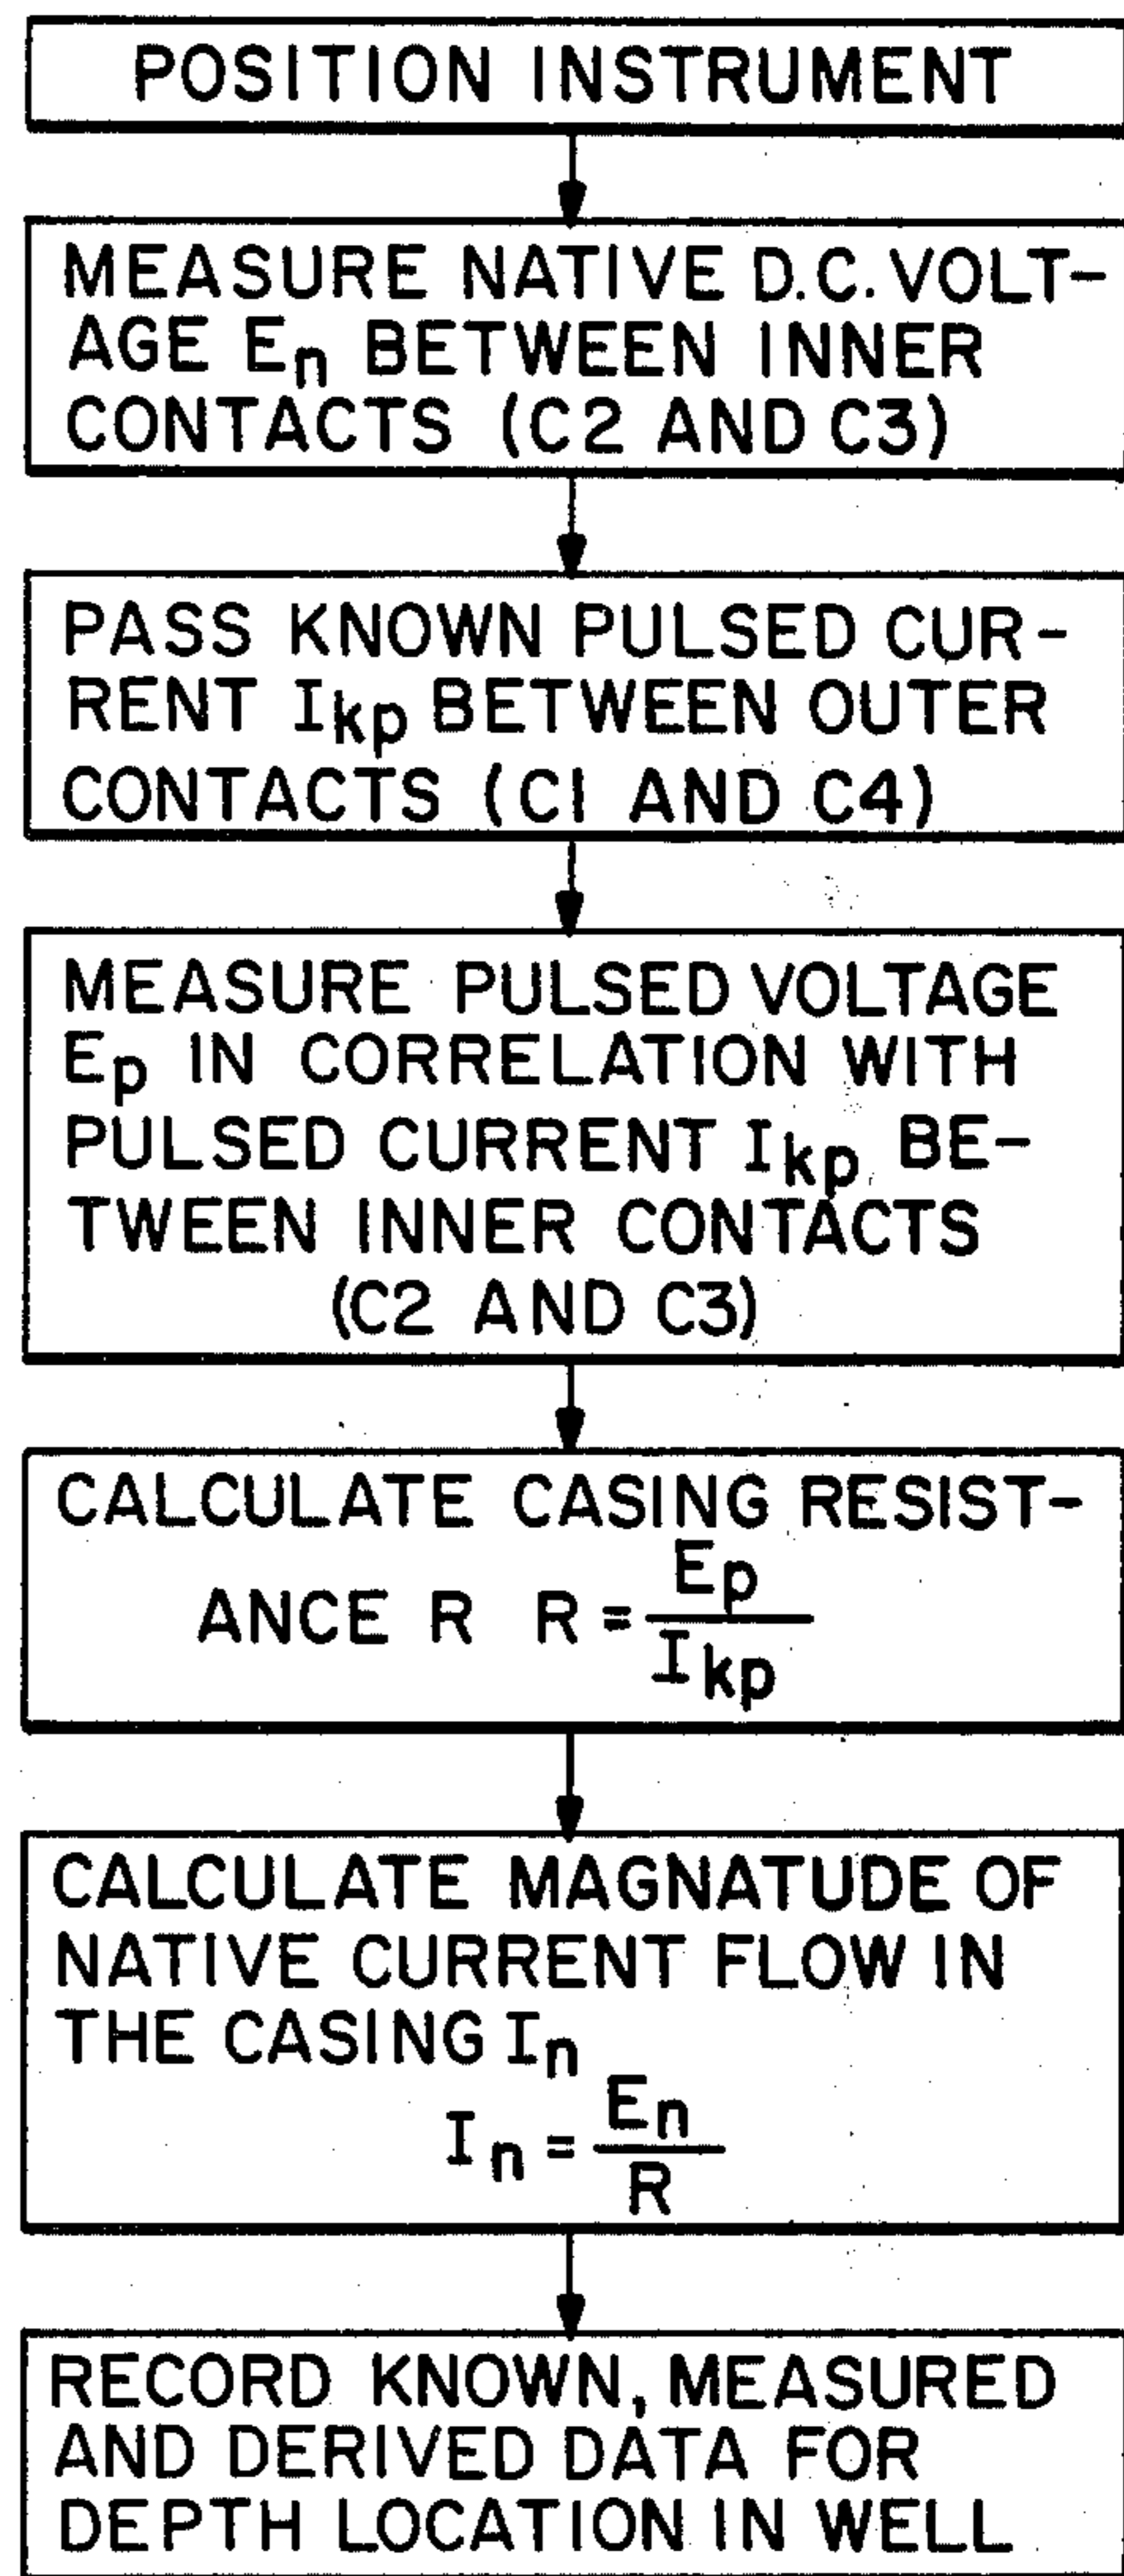 POSITION INSTRUMENT
MEASURE NATIVE D.C. VOLT-
AGE En BETWEEN INNER
CONTACTS (C2 AND C3)
PASS KNOWN PULSED CUR-
RENT Ikp BETWEEN OUTER
CONTACTS (C1 AND C4)
MEASURE PULSED VOLTAGE
Ep IN CORRELATION WITH
PULSED CURRENT Ikp BE-
TWEEN INNER CONTACTS
(C2 AND C3)
CALCULATE CASING RESIST-
ANCE R R = Ep / Ikp
CALCULATE MAGNATUDE OF
NATIVE CURRENT FLOW IN
THE CASING In
In = En / R
RECORD KNOWN, MEASURED
AND DERIVED DATA FOR
DEPTH LOCATION IN WELL